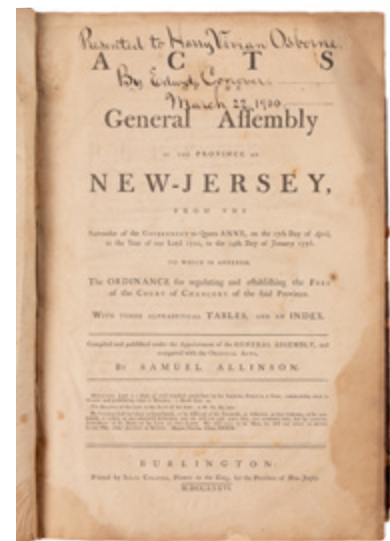 Presented to Harry Vivian Osborne.
ACTS
By Edwd. Conover.
March 22, 1900
General Assembly
OF THE PROVINCE OF
NEW-JERSEY,
FROM THE
Surrender of the GOVERNMENT to Queen ANNE, on the 17th Day of April,
in the Year of our Lord 1702, to the 14th Day of January 1776.
TO WHICH IS ANNEXED
The ORDINANCE for regulating and establishing the FEES
of the COURT of CHANCERY of the said Province.
WITH THREE ALPHABETICAL TABLES, AND AN INDEX.
Compiled and published under the Appointment of the GENERAL ASSEMBLY, and
compared with the ORIGINAL ACTS,
BY SAMUEL ALLINSON.
BURLINGTON:
Printed by ISAAC COLLINS, Printer to the King, for the Province of New-Jersey.
M.DCC.LXXVI.